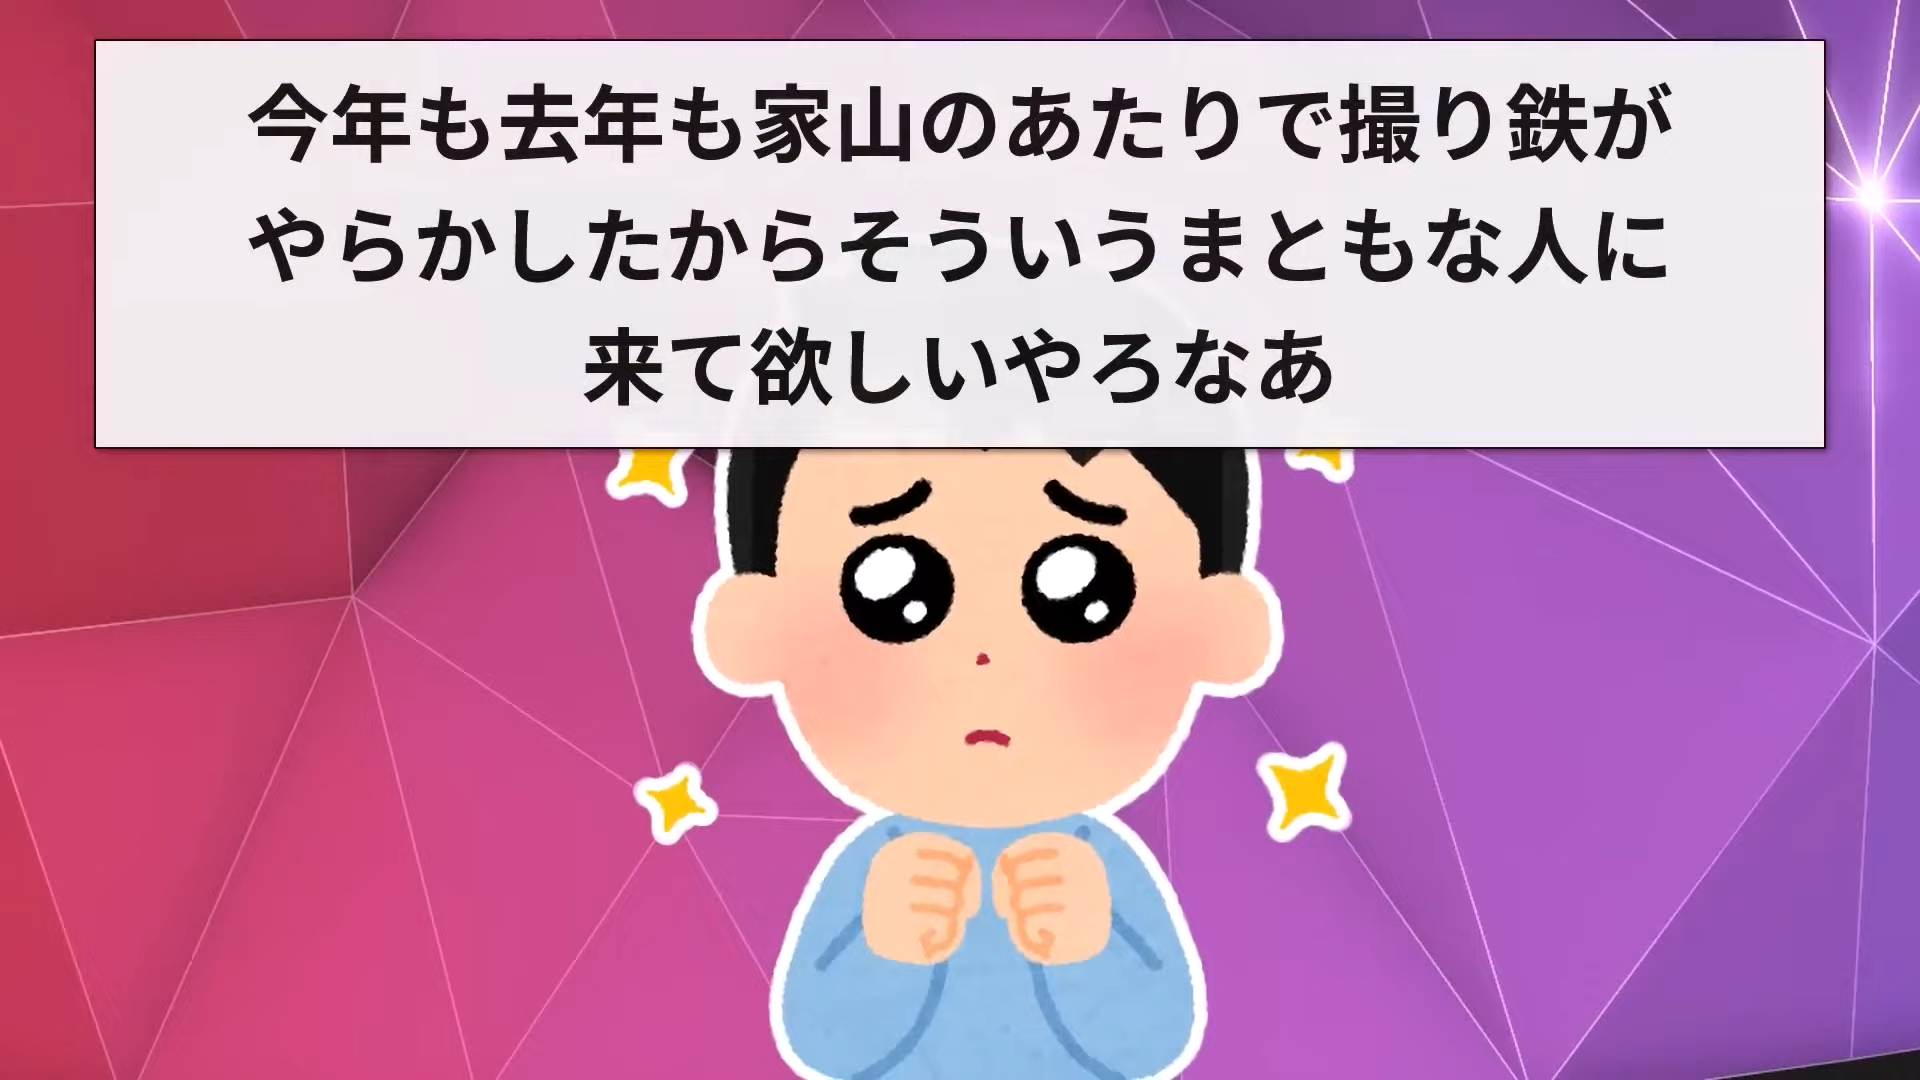 今年も去年も家山のあたりで撮り鉄が
やらかしたからそういうまともな人に
来て欲しいやろなあ